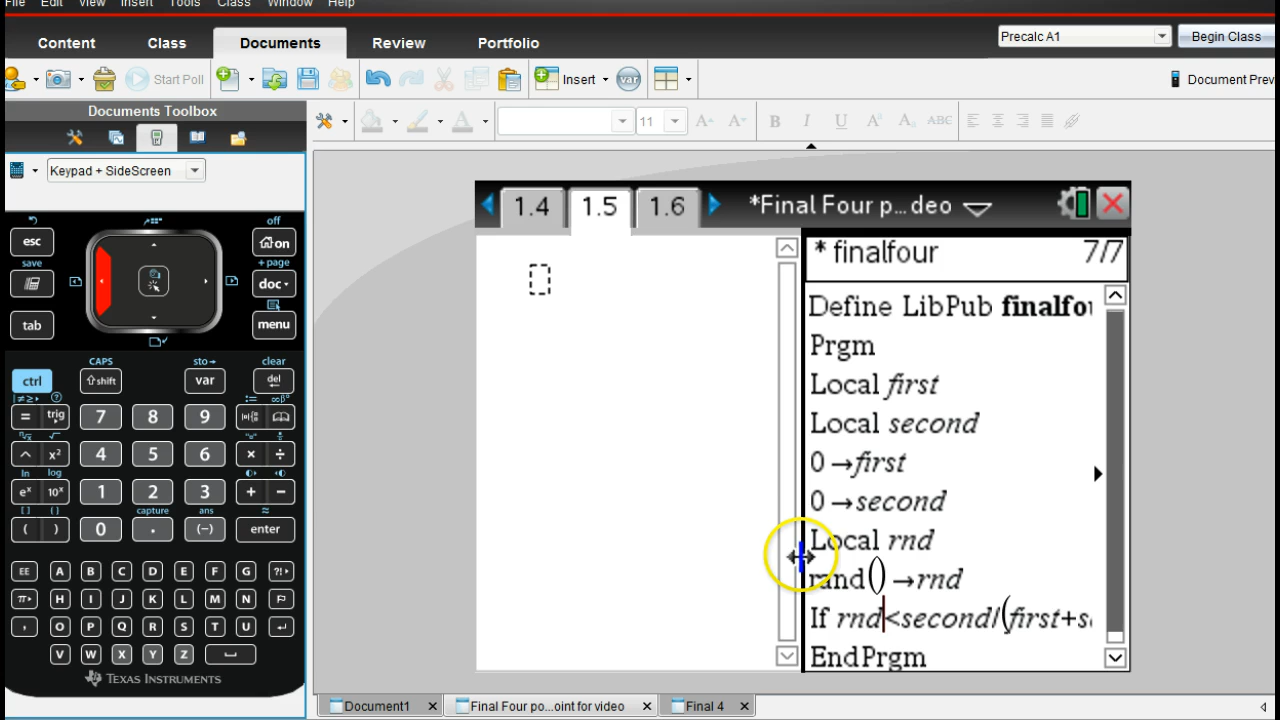 File Edit View Insert Tools Class Window Help
Content Class Documents Review Portfolio Precalc A1 Begin Class
Start Poll Insert var Document Prev
Documents Toolbox
11 B I U ABC
Keypad + SideScreen
1.4 1.5 1.6 *Final Four p...deo
* finalfour 7/7
Define LibPub finalfou
Prgm
Local first
Local second
0 →first
0 →second
Local rnd
rand() →rnd
If rnd<second/(first+se
EndPrgm
off
esc on
save + page
doc
tab menu
CAPS sto→ clear
ctrl shift var del
= trig 7 8 9
^ x² 4 5 6 × ÷
ln log
eˣ 10ˣ 1 2 3 + −
[ ] { } capture ans ≈
( ) 0 . (−) enter
EE A B C D E F G ?!▸
π▸ H I J K L M N
, O P Q R S T U
V W X Y Z
TEXAS INSTRUMENTS
Document1 Final Four po...oint for video Final 4